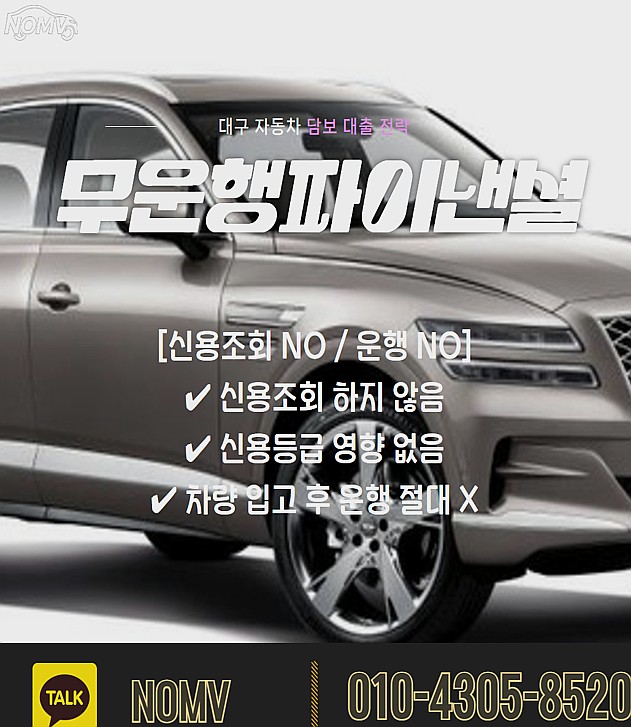 NOMV
대구 자동차 담보 대출 전략
무운행파이낸셜
[신용조회 NO / 운행 NO]
✔ 신용조회 하지 않음
✔ 신용등급 영향 없음
✔ 차량 입고 후 운행 절대 X
TALK
NOMV
010-4305-8520